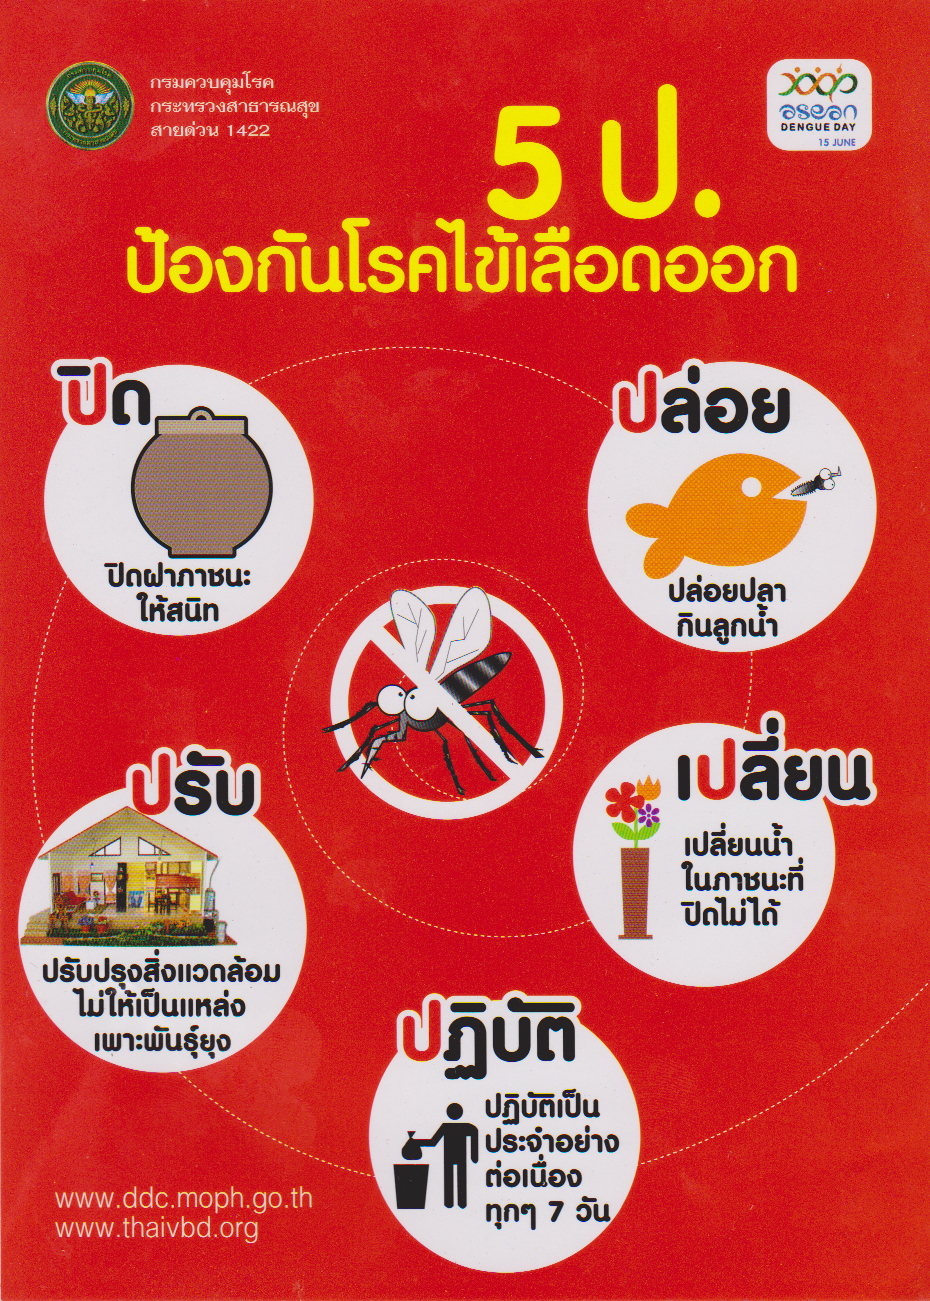 กรมควบคุมโรค
กระทรวงสาธารณสุข
สายด่วน 1422
asean
DENGUE DAY
15 JUNE
5 ป.
ป้องกันโรคไข้เลือดออก
ปิด
ปิดฝาภาชนะ
ให้สนิท
ปล่อย
ปล่อยปลา
กินลูกน้ำ
เปลี่ยน
เปลี่ยนน้ำ
ในภาชนะที่
ปิดไม่ได้
ปรับ
ปรับปรุงสิ่งแวดล้อม
ไม่ให้เป็นแหล่ง
เพาะพันธุ์ยุง
ปฏิบัติ
ปฏิบัติเป็น
ประจำอย่าง
ต่อเนื่อง
ทุกๆ 7 วัน
www.ddc.moph.go.th
www.thaivbd.org